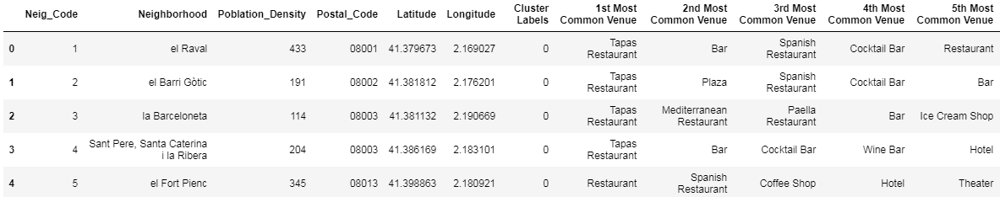 Neig_Code Neighborhood Poblation_Density Postal_Code Latitude Longitude Cluster Labels 1st Most Common Venue 2nd Most Common Venue 3rd Most Common Venue 4th Most Common Venue 5th Most Common Venue
0 1 el Raval 433 08001 41.379673 2.169027 0 Tapas Restaurant Bar Spanish Restaurant Cocktail Bar Restaurant
1 2 el Barri Gòtic 191 08002 41.381812 2.176201 0 Tapas Restaurant Plaza Spanish Restaurant Cocktail Bar Bar
2 3 la Barceloneta 114 08003 41.381132 2.190669 0 Tapas Restaurant Mediterranean Restaurant Paella Restaurant Bar Ice Cream Shop
3 4 Sant Pere, Santa Caterina i la Ribera 204 08003 41.386169 2.183101 0 Tapas Restaurant Bar Cocktail Bar Wine Bar Hotel
4 5 el Fort Pienc 345 08013 41.398863 2.180921 0 Restaurant Spanish Restaurant Coffee Shop Hotel Theater